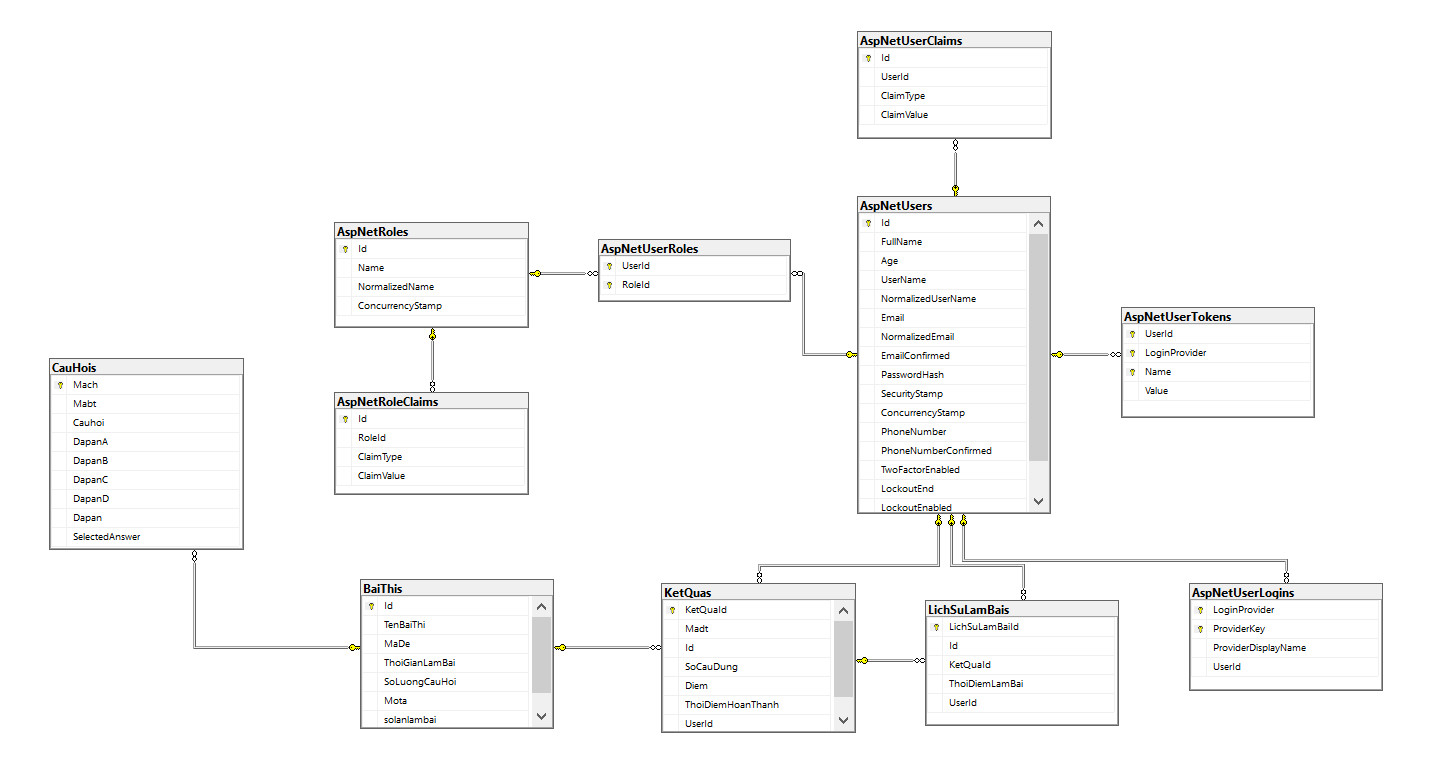 AspNetUserClaims
Id
UserId
ClaimType
ClaimValue
AspNetUsers
Id
FullName
Age
UserName
NormalizedUserName
Email
NormalizedEmail
EmailConfirmed
PasswordHash
SecurityStamp
ConcurrencyStamp
PhoneNumber
PhoneNumberConfirmed
TwoFactorEnabled
LockoutEnd
LockoutEnabled
AspNetRoles
Id
Name
NormalizedName
ConcurrencyStamp
AspNetUserRoles
UserId
RoleId
AspNetUserTokens
UserId
LoginProvider
Name
Value
CauHois
Mach
Mabt
Cauhoi
DapanA
DapanB
DapanC
DapanD
Dapan
SelectedAnswer
AspNetRoleClaims
Id
RoleId
ClaimType
ClaimValue
BaiThis
Id
TenBaiThi
MaDe
ThoiGianLamBai
SoLuongCauHoi
Mota
solanlambai
KetQuas
KetQuaId
Madt
Id
SoCauDung
Diem
ThoiDiemHoanThanh
UserId
LichSuLamBais
LichSuLamBaiId
Id
KetQuaId
ThoiDiemLamBai
UserId
AspNetUserLogins
LoginProvider
ProviderKey
ProviderDisplayName
UserId